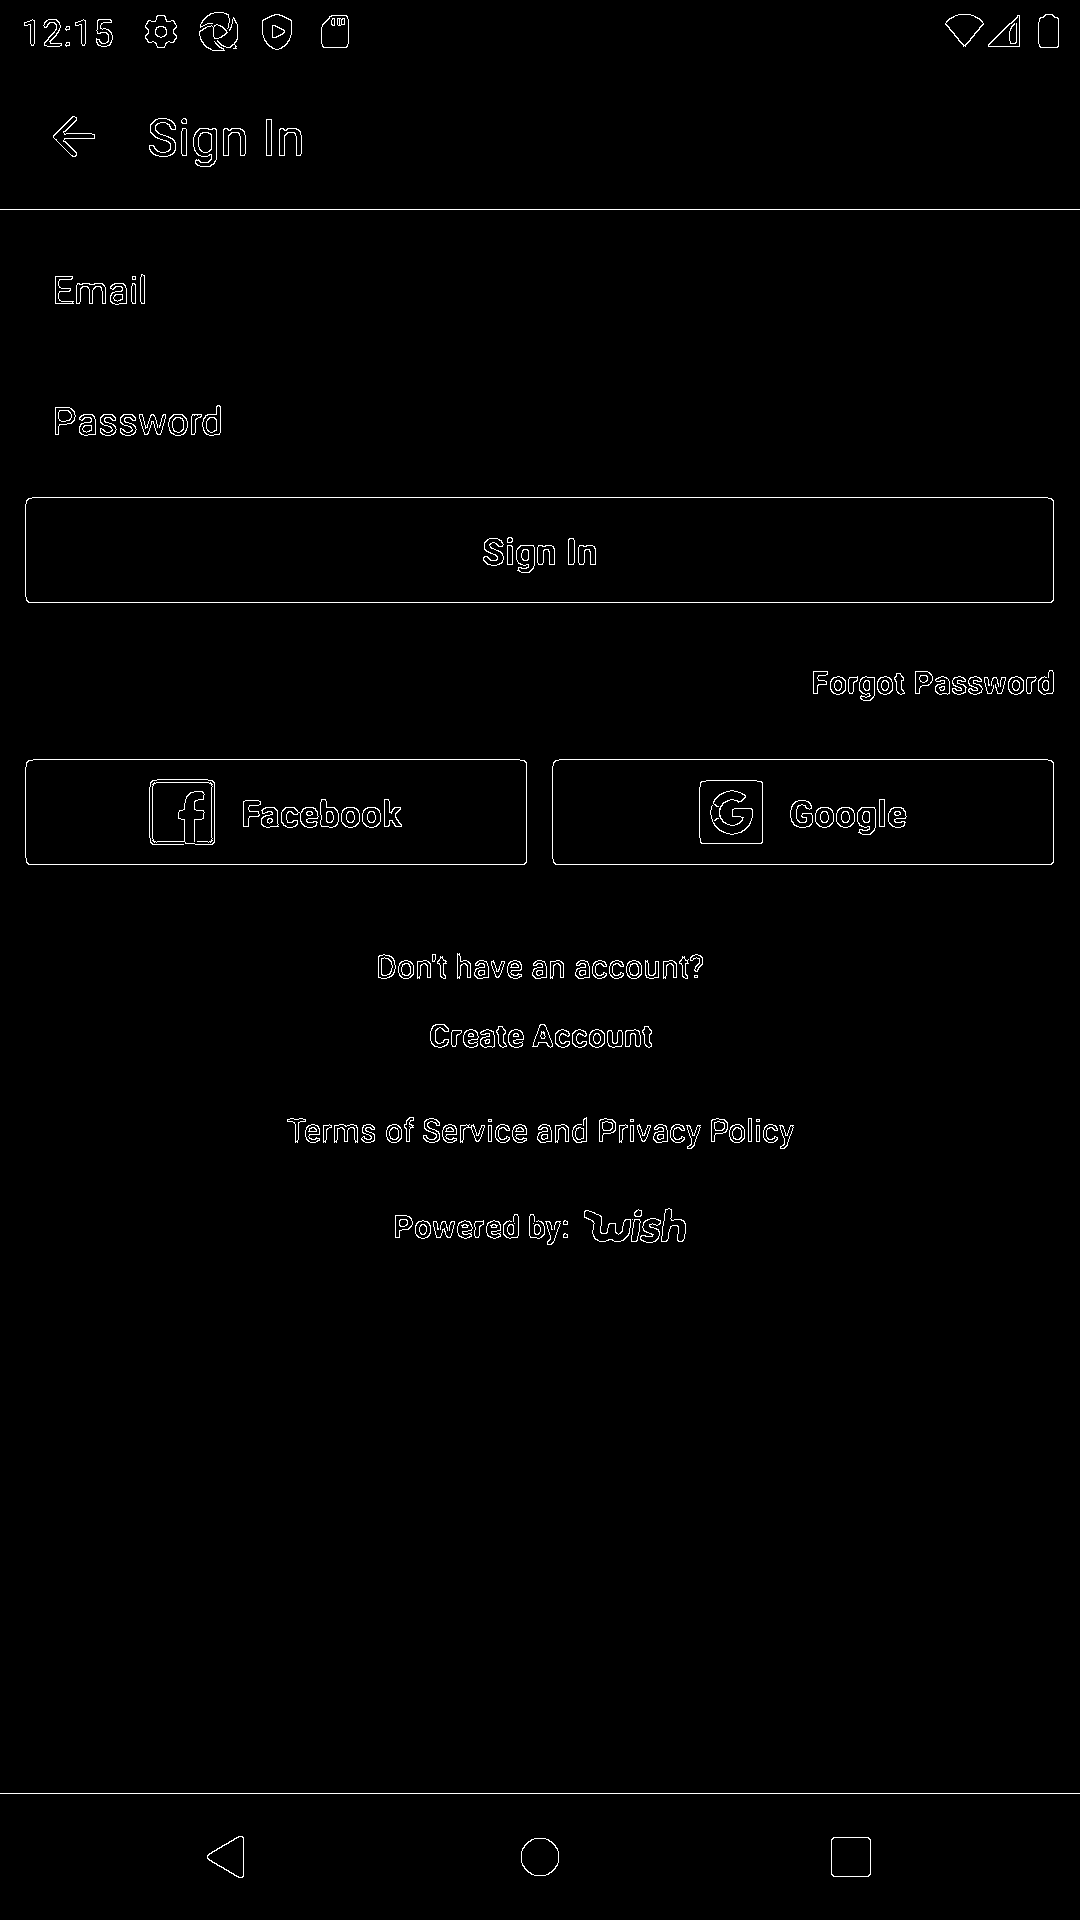 12:15
Sign In
Email
Password
Sign In
Forgot Password
Facebook
Google
Don't have an account?
Create Account
Terms of Service and Privacy Policy
Powered by: wish